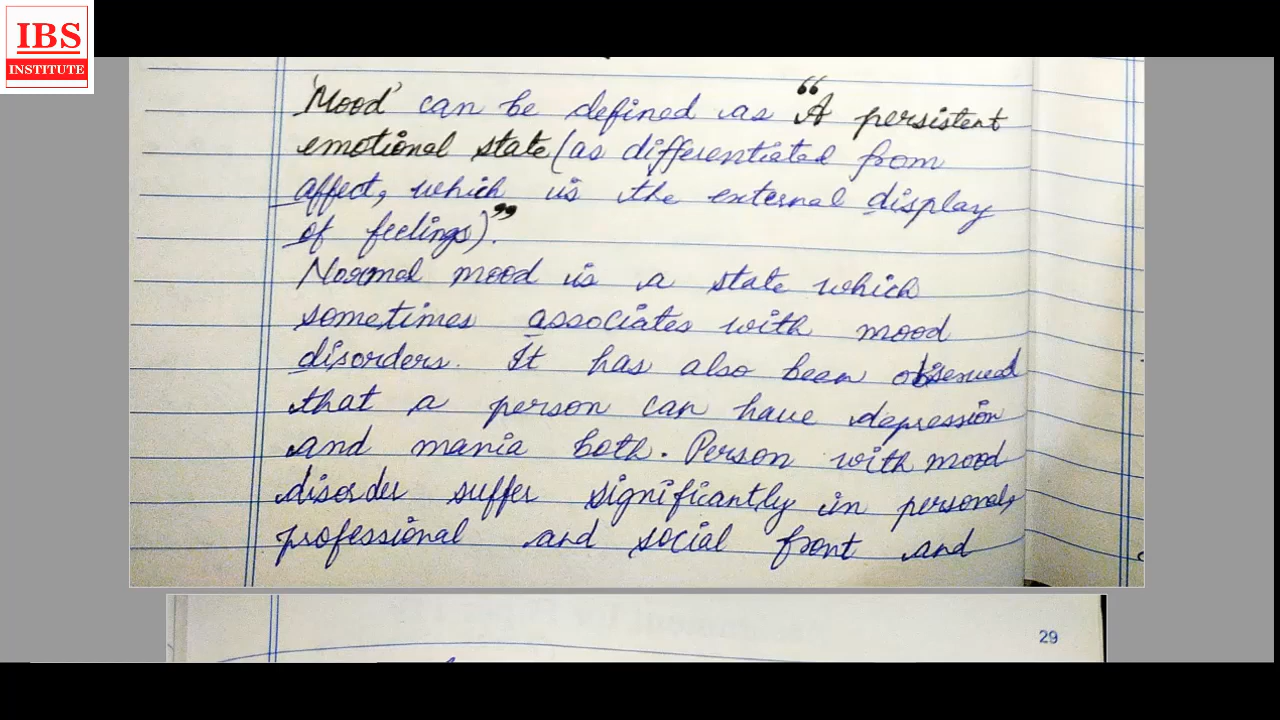 IBS
INSTITUTE
'Mood' can be defined as "A persistent
emotional state (as differentiated from
affect, which is the external display
of feelings)".
Normal mood is a state which
sometimes associates with mood
disorders. It has also been observed
that a person can have depression
and mania both. Person with mood
disorder suffer significantly in personal,
professional and social front and
29